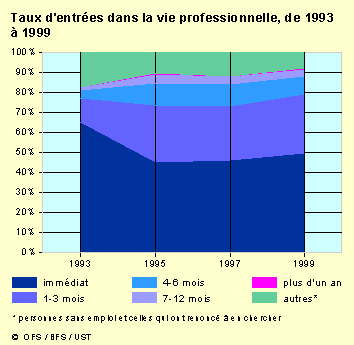 Taux d'entrées dans la vie professionnelle, de 1993
à 1999
100%
90%
80%
70%
60%
50%
40%
30%
20%
10%
0%
1993 1995 1997 1999
immédiat 4-6 mois plus d'un an
1-3 mois 7-12 mois autres*
* personnes sans emploi et celles qui ont renoncé à en chercher
© OFS / BFS / UST